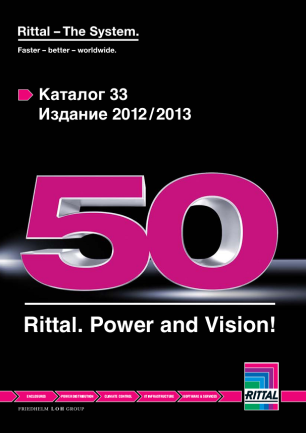 Rittal – The System.
Faster – better – worldwide.
Каталог 33
Издание 2012/2013
50
Rittal. Power and Vision!
ENCLOSURES POWER DISTRIBUTION CLIMATE CONTROL IT INFRASTRUCTURE SOFTWARE & SERVICES
RITTAL
FRIEDHELM LOH GROUP